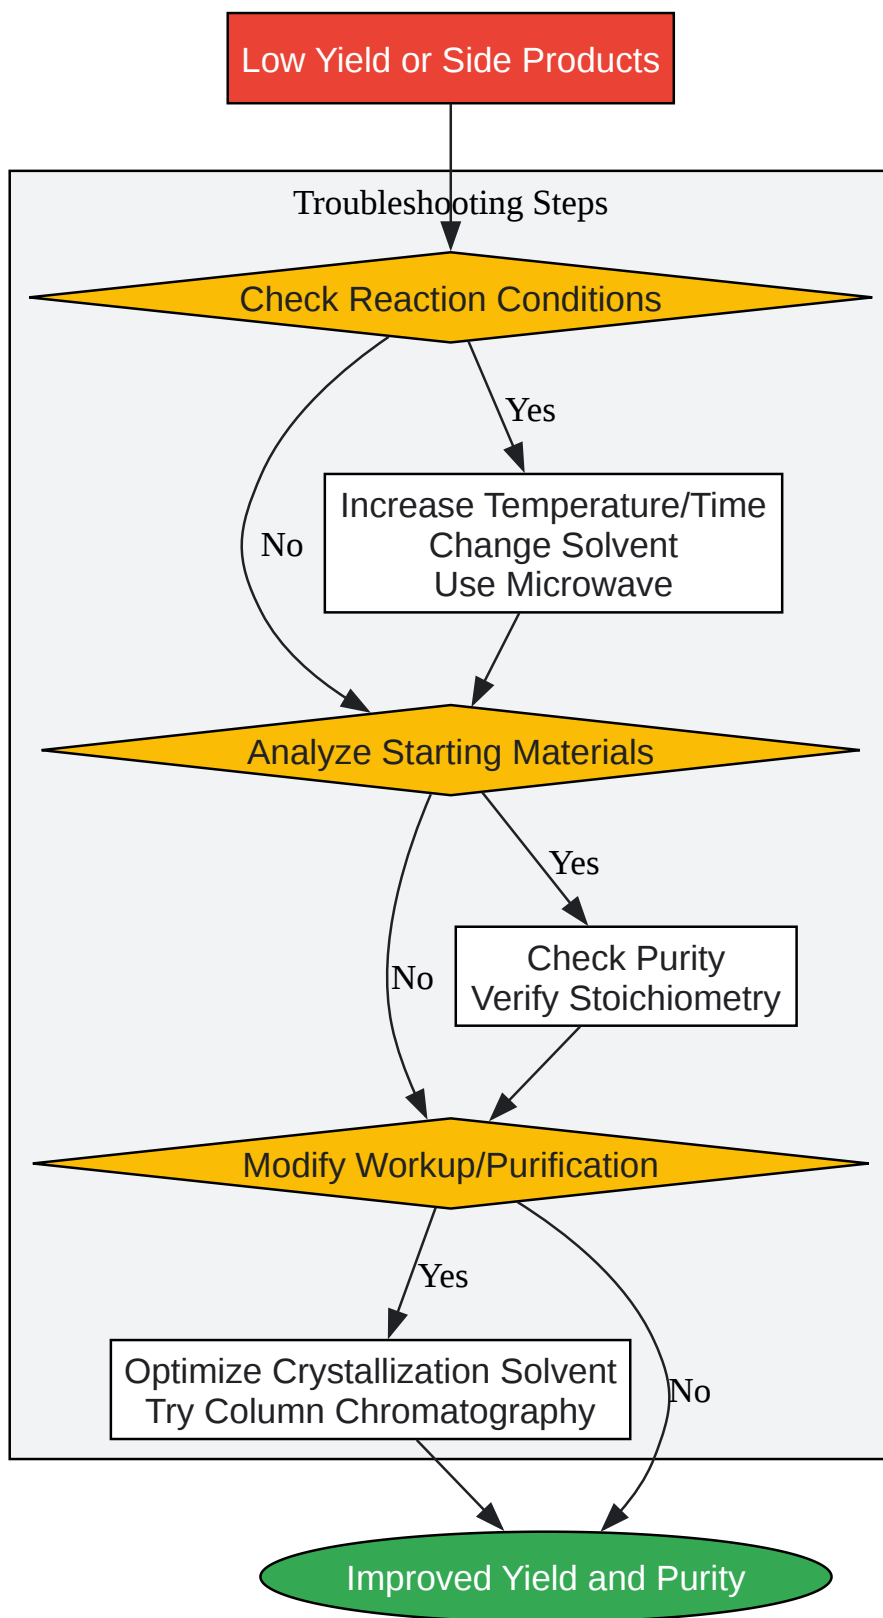 Low Yield or Side Products
Troubleshooting Steps
Check Reaction Conditions
Yes
Increase Temperature/Time
Change Solvent
Use Microwave
No
Analyze Starting Materials
Yes
Check Purity
Verify Stoichiometry
No
Modify Workup/Purification
Yes
Optimize Crystallization Solvent
Try Column Chromatography
No
Improved Yield and Purity